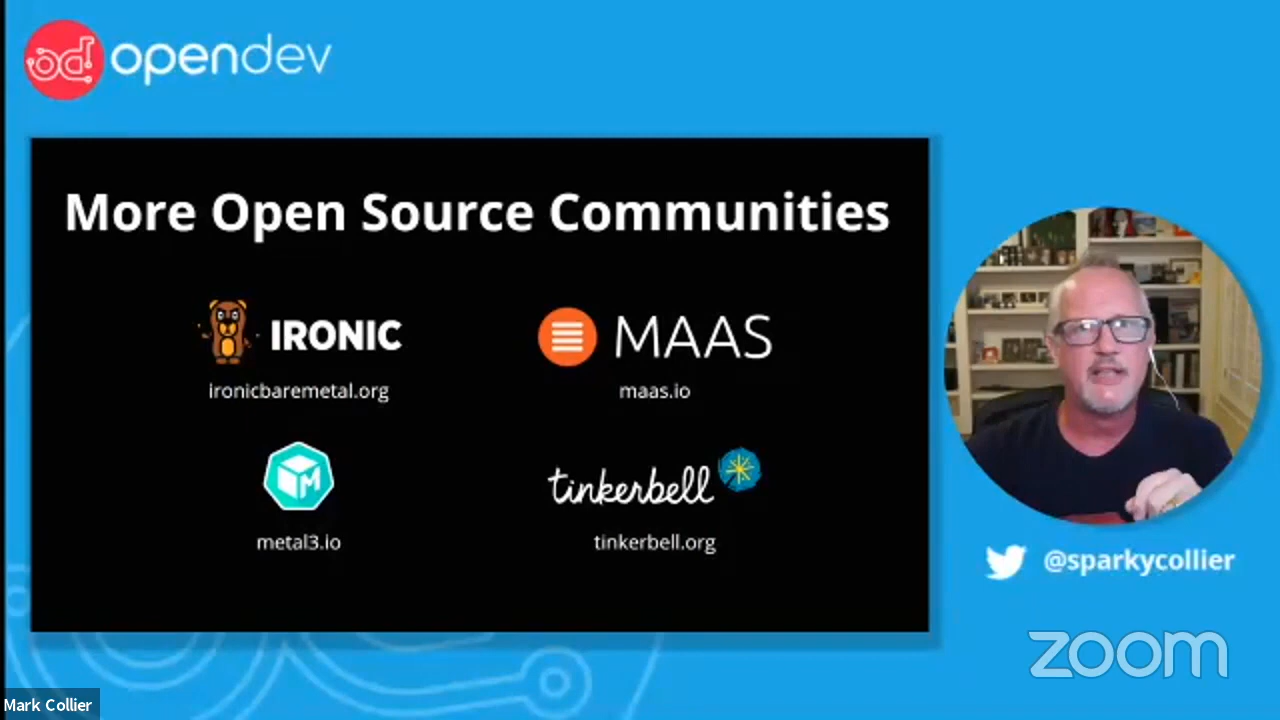 opendev
More Open Source Communities
IRONIC
ironicbaremetal.org
MAAS
maas.io
M
metal3.io
tinkerbell
tinkerbell.org
@sparkycollier
zoom
Mark Collier